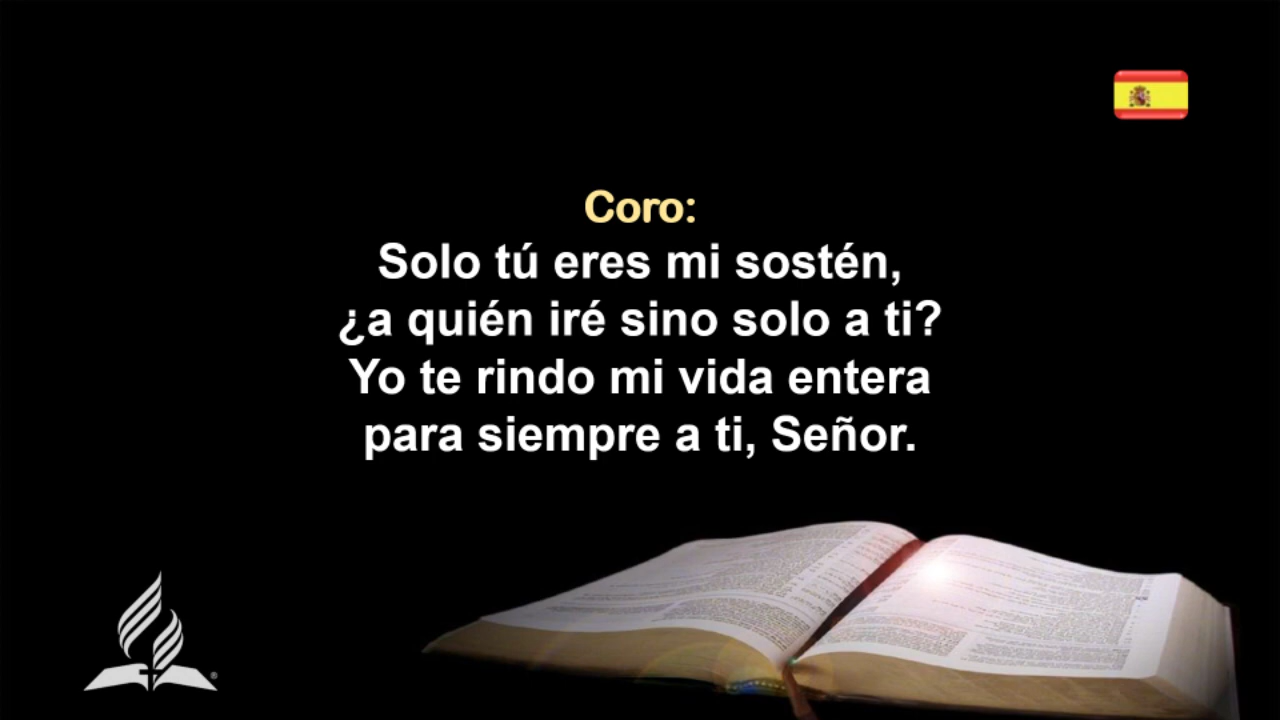 Coro:
Solo tú eres mi sostén,
¿a quién iré sino solo a ti?
Yo te rindo mi vida entera
para siempre a ti, Señor.